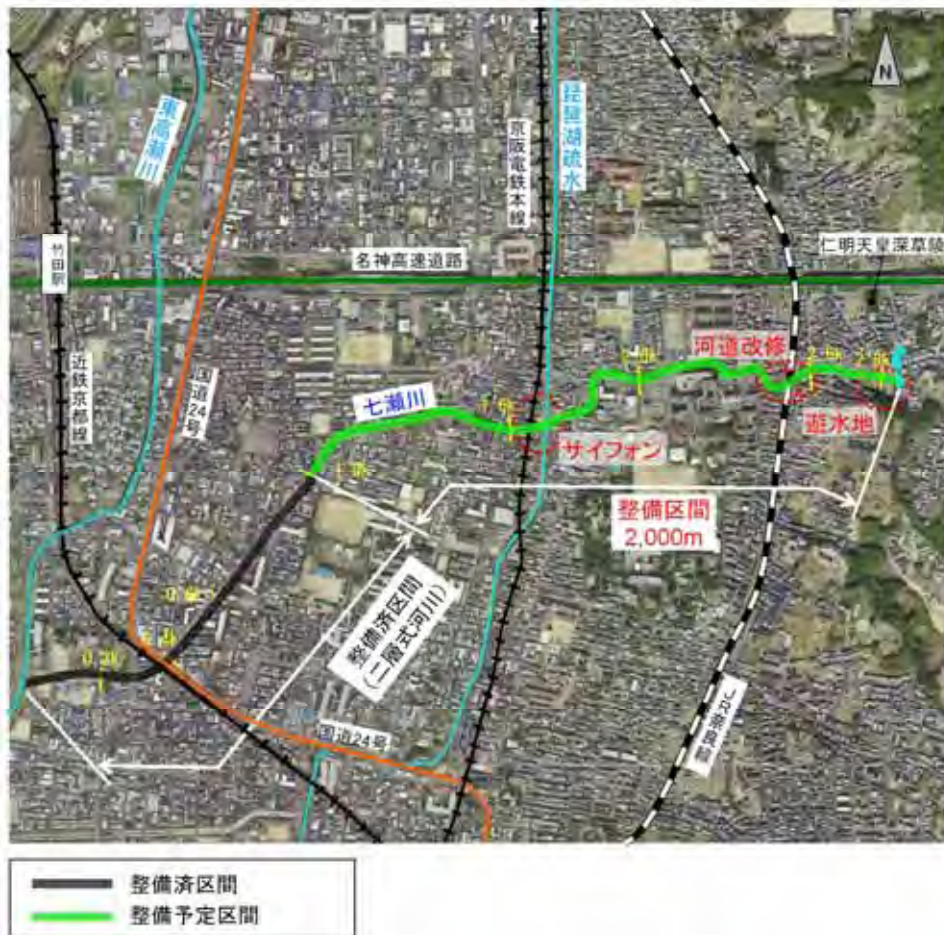 N
東高瀬川
琵琶湖疏水
京阪電鉄本線
仁明天皇深草陵
竹田駅
名神高速道路
近鉄京都線
国道24号
河道改修
七瀬川
遊水地
サイフォン
整備区間
2,000m
整備済区間
(二層式河川)
0.2k
国道24号
JR奈良線
整備済区間
整備予定区間